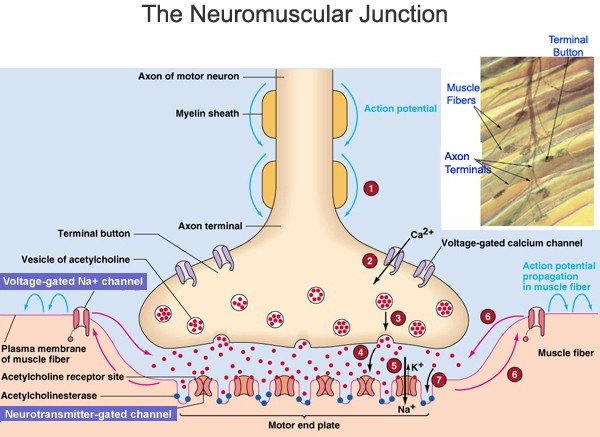 The Neuromuscular Junction
Terminal
Button
Axon of motor neuron
Muscle
Fibers
Myelin sheath
Action potential
Axon
Terminals
1
Axon terminal
Terminal button
Ca2+
Voltage-gated calcium channel
Vesicle of acetylcholine
2
Voltage-gated Na+ channel
Action potential
propagation
in muscle fiber
3
6
Plasma membrane
of muscle fiber
4
Muscle fiber
Acetylcholine receptor site
5
K+
7
6
Acetylcholinesterase
Neurotransmitter-gated channel
Na+
Motor end plate